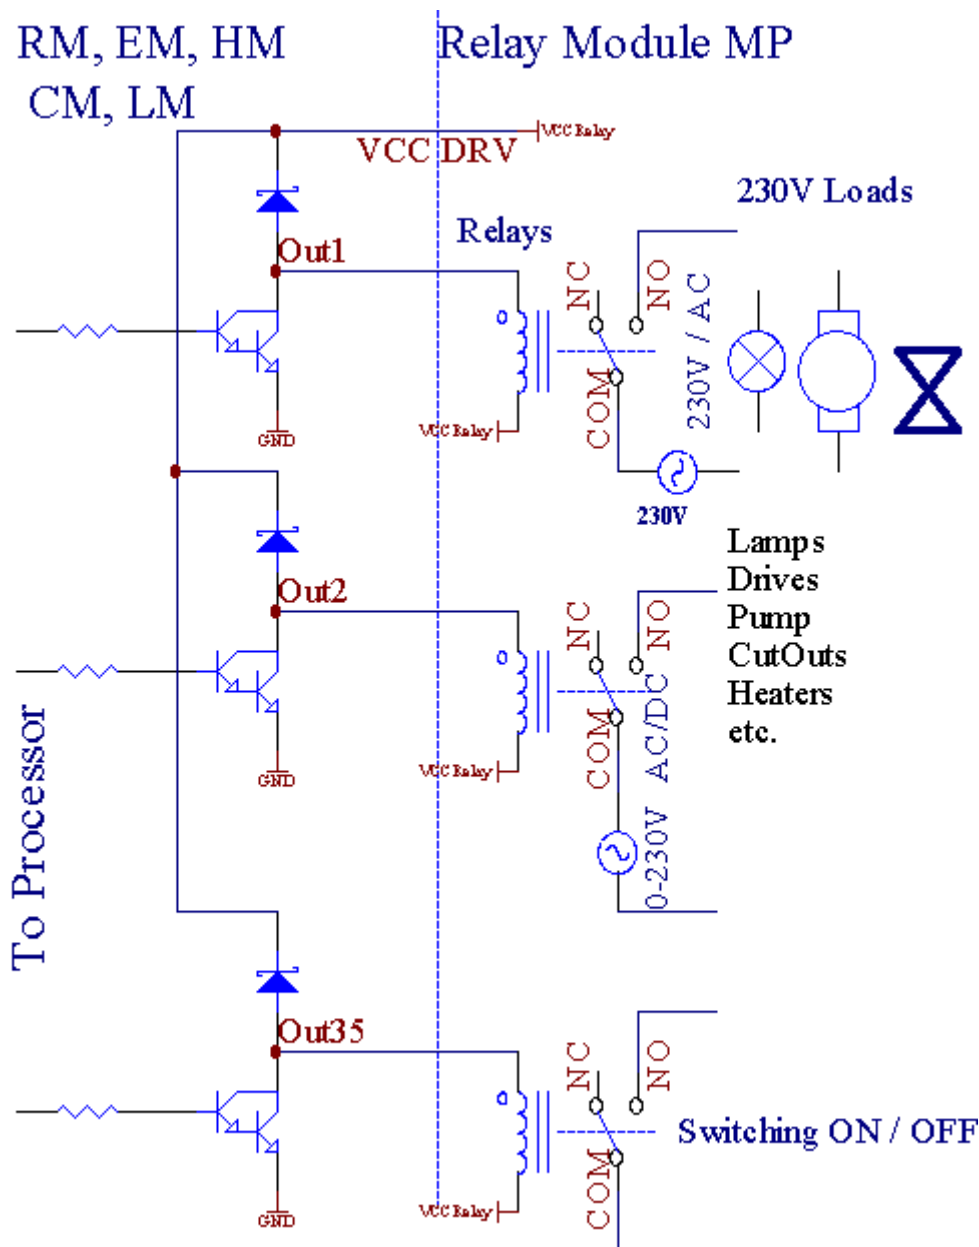 RM, EM, HM
CM, LM
Relay Module MP
VCC DRV
VCC Relay
230V Loads
Relays
Out1
NC
NO
COM
230V / AC
GND
VCC Relay
230V
Lamps
Drives
Pump
CutOuts
Heaters
etc.
Out2
NC
NO
COM
0-230V AC/DC
GND
VCC Relay
To Processor
Out35
NC
NO
COM
Switching ON / OFF
GND
VCC Relay